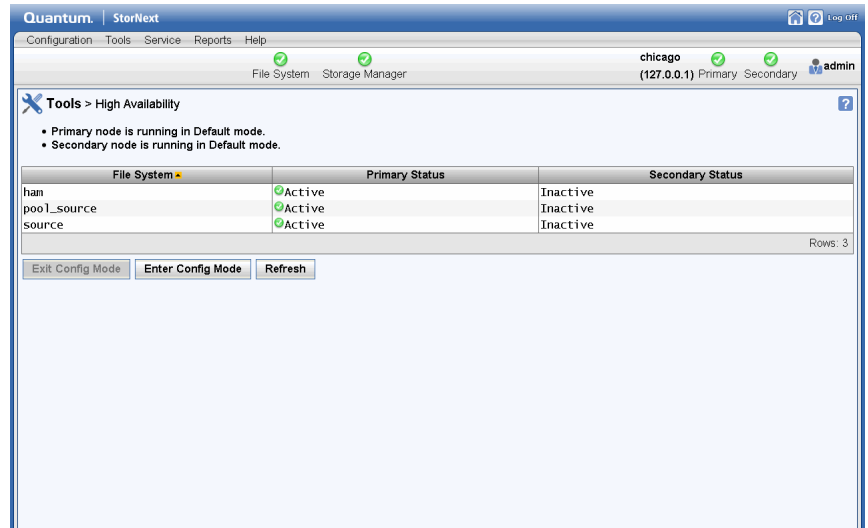 Quantum. StorNext Log Off
Configuration Tools Service Reports Help
File System Storage Manager
chicago
(127.0.0.1) Primary Secondary
admin
Tools > High Availability
?
• Primary node is running in Default mode.
• Secondary node is running in Default mode.
File System Primary Status Secondary Status
ham Active Inactive
pool_source Active Inactive
source Active Inactive
Rows: 3
Exit Config Mode Enter Config Mode Refresh